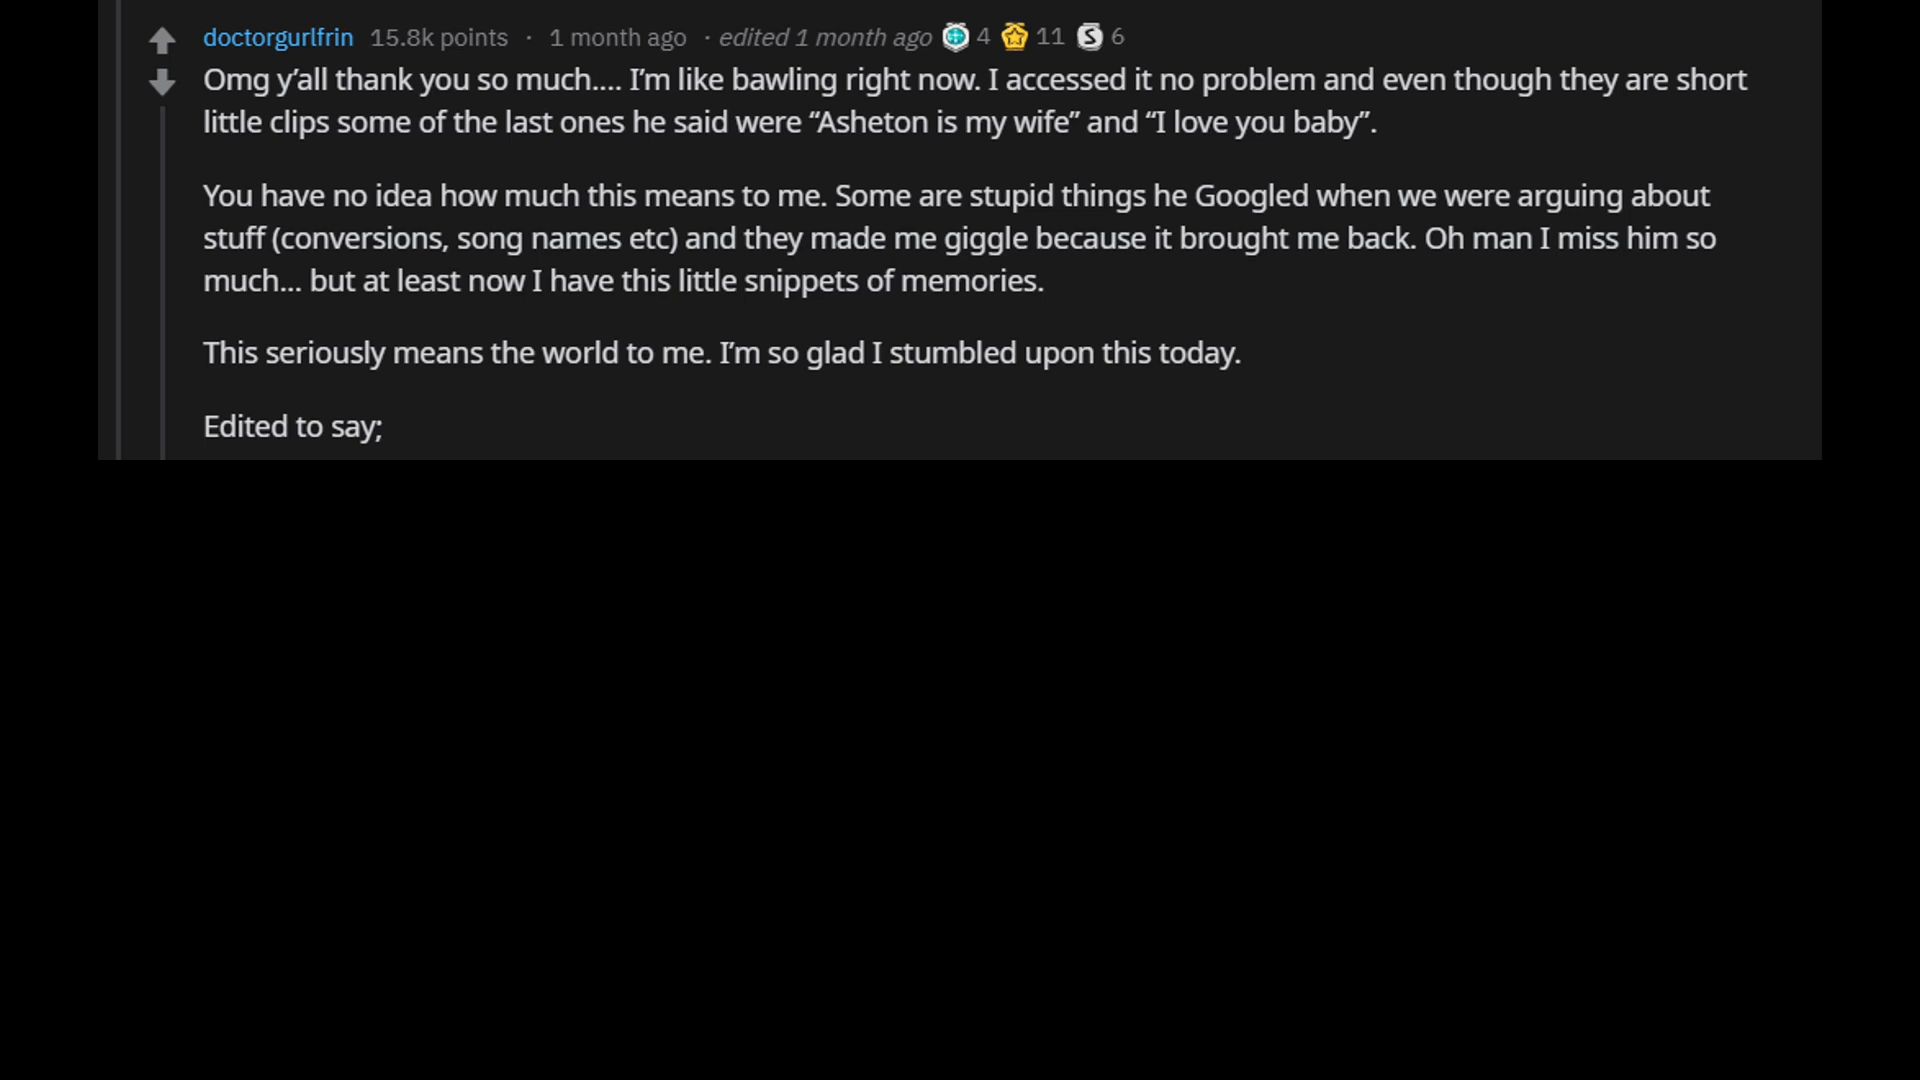 doctorgurlfrin 15.8k points · 1 month ago · edited 1 month ago 4 11 S 6
Omg y’all thank you so much.... I’m like bawling right now. I accessed it no problem and even though they are short
little clips some of the last ones he said were “Asheton is my wife” and “I love you baby”.
You have no idea how much this means to me. Some are stupid things he Googled when we were arguing about
stuff (conversions, song names etc) and they made me giggle because it brought me back. Oh man I miss him so
much... but at least now I have this little snippets of memories.
This seriously means the world to me. I’m so glad I stumbled upon this today.
Edited to say;